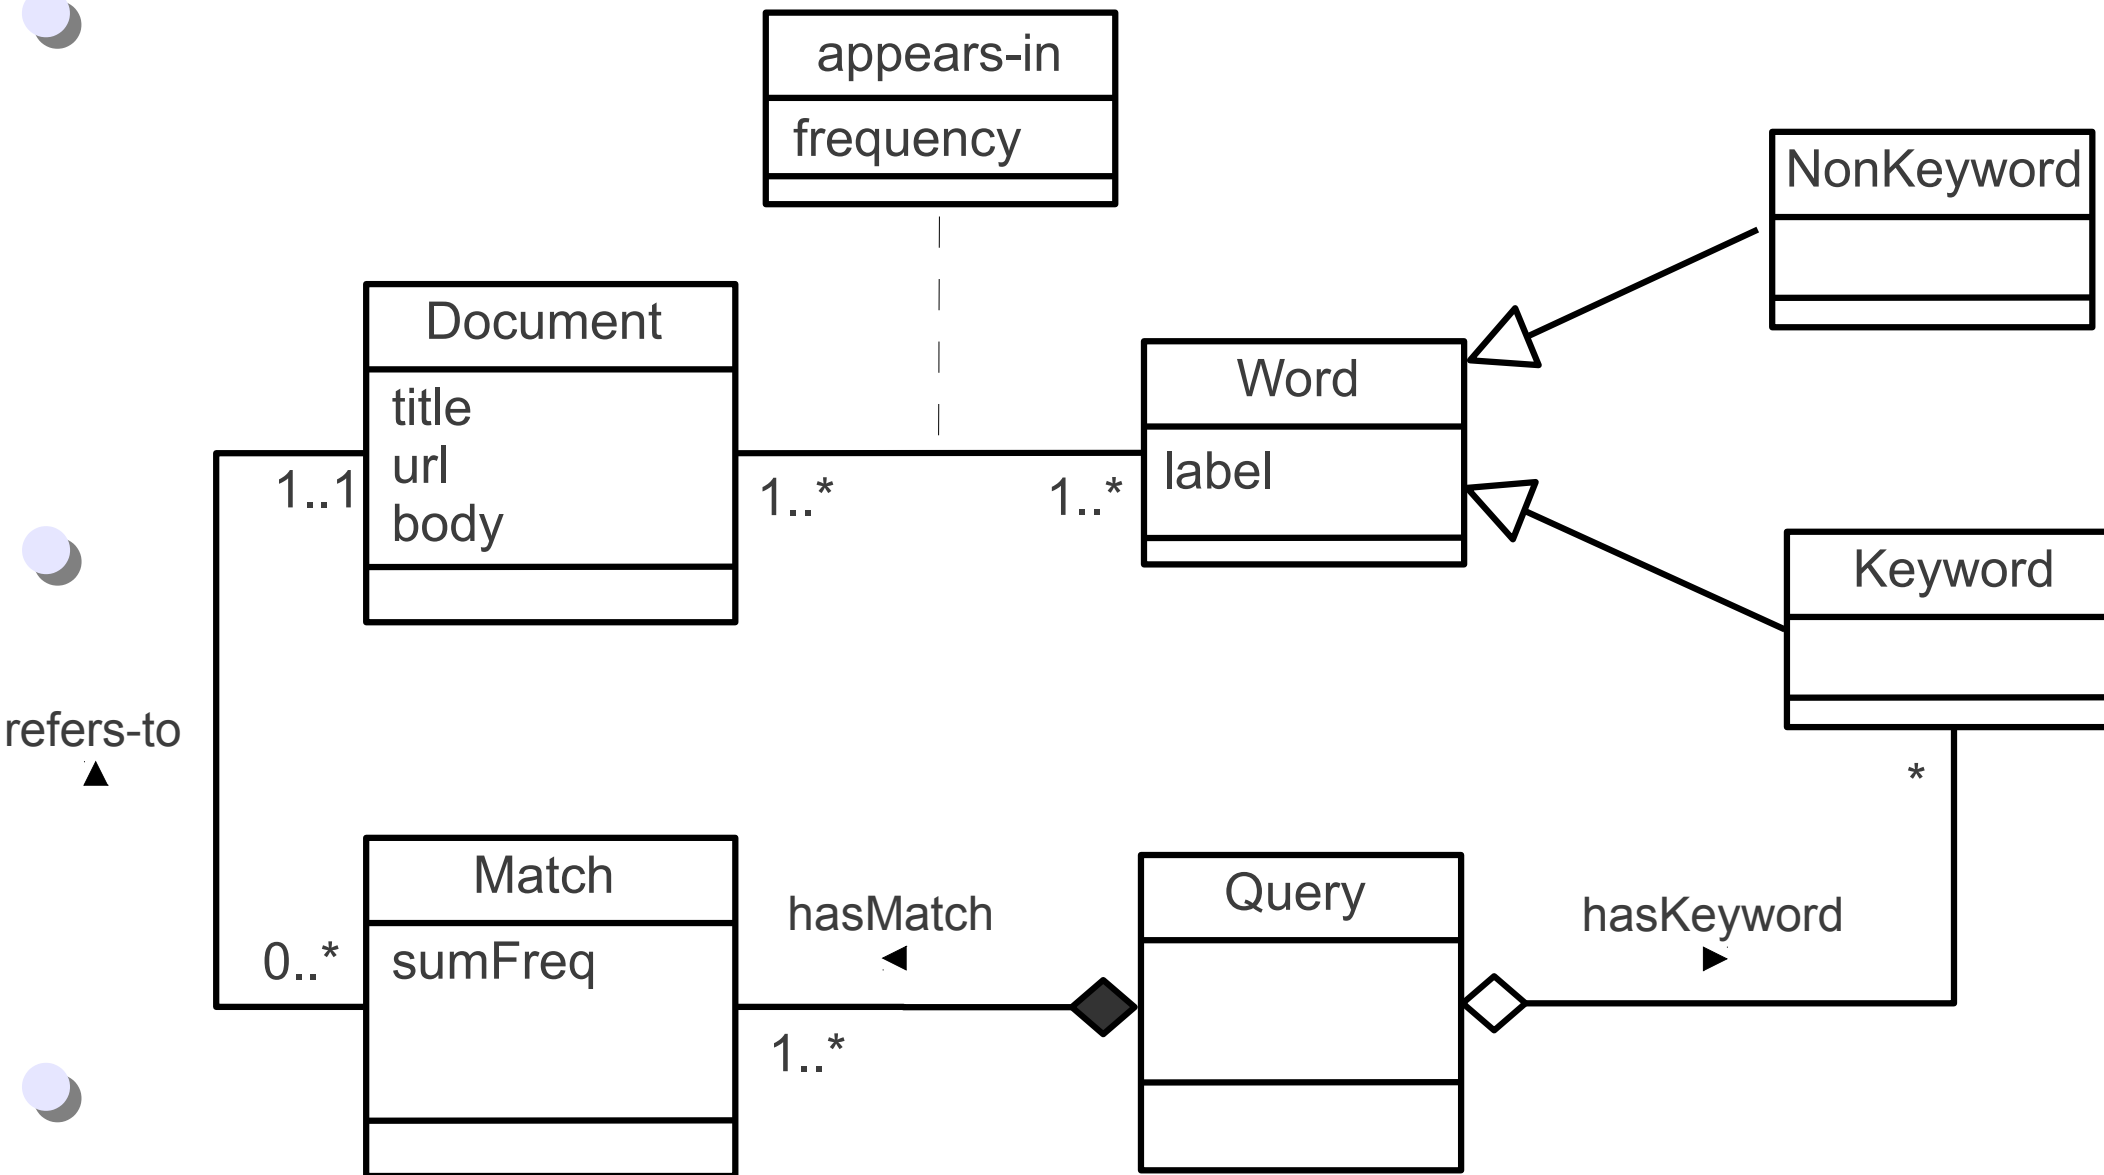 appears-in
frequency
NonKeyword
Document
title
url
body
Word
label
1..1
1..*
1..*
Keyword
refers-to
▲
*
Match
sumFreq
0..*
hasMatch
◄
1..*
Query
hasKeyword
►